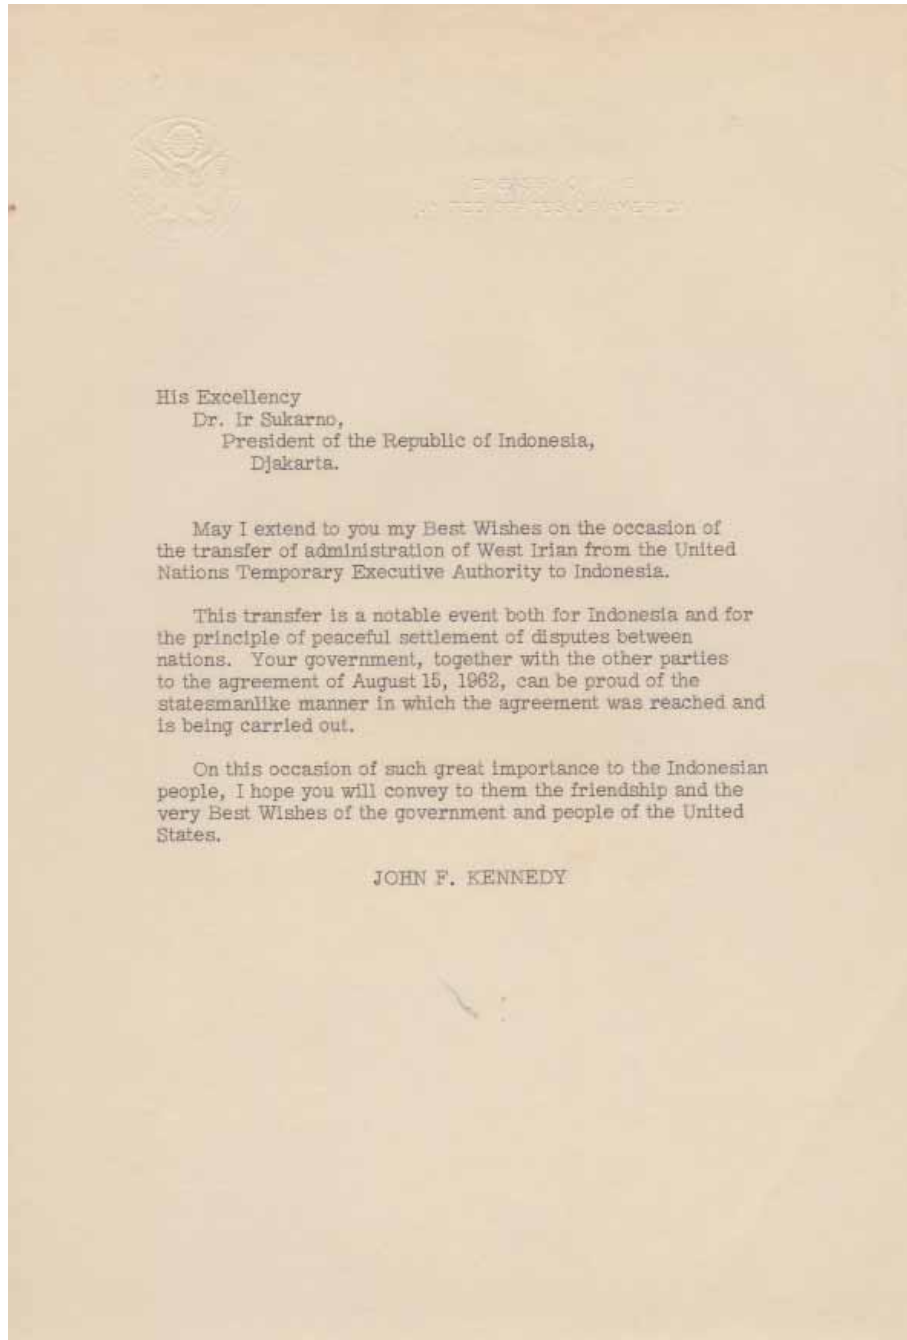 UNITED STATES OF AMERICA
His Excellency
Dr. Ir Sukarno,
President of the Republic of Indonesia,
Djakarta.
May I extend to you my Best Wishes on the occasion of
the transfer of administration of West Irian from the United
Nations Temporary Executive Authority to Indonesia.
This transfer is a notable event both for Indonesia and for
the principle of peaceful settlement of disputes between
nations. Your government, together with the other parties
to the agreement of August 15, 1962, can be proud of the
statesmanlike manner in which the agreement was reached and
is being carried out.
On this occasion of such great importance to the Indonesian
people, I hope you will convey to them the friendship and the
very Best Wishes of the government and people of the United
States.
JOHN F. KENNEDY